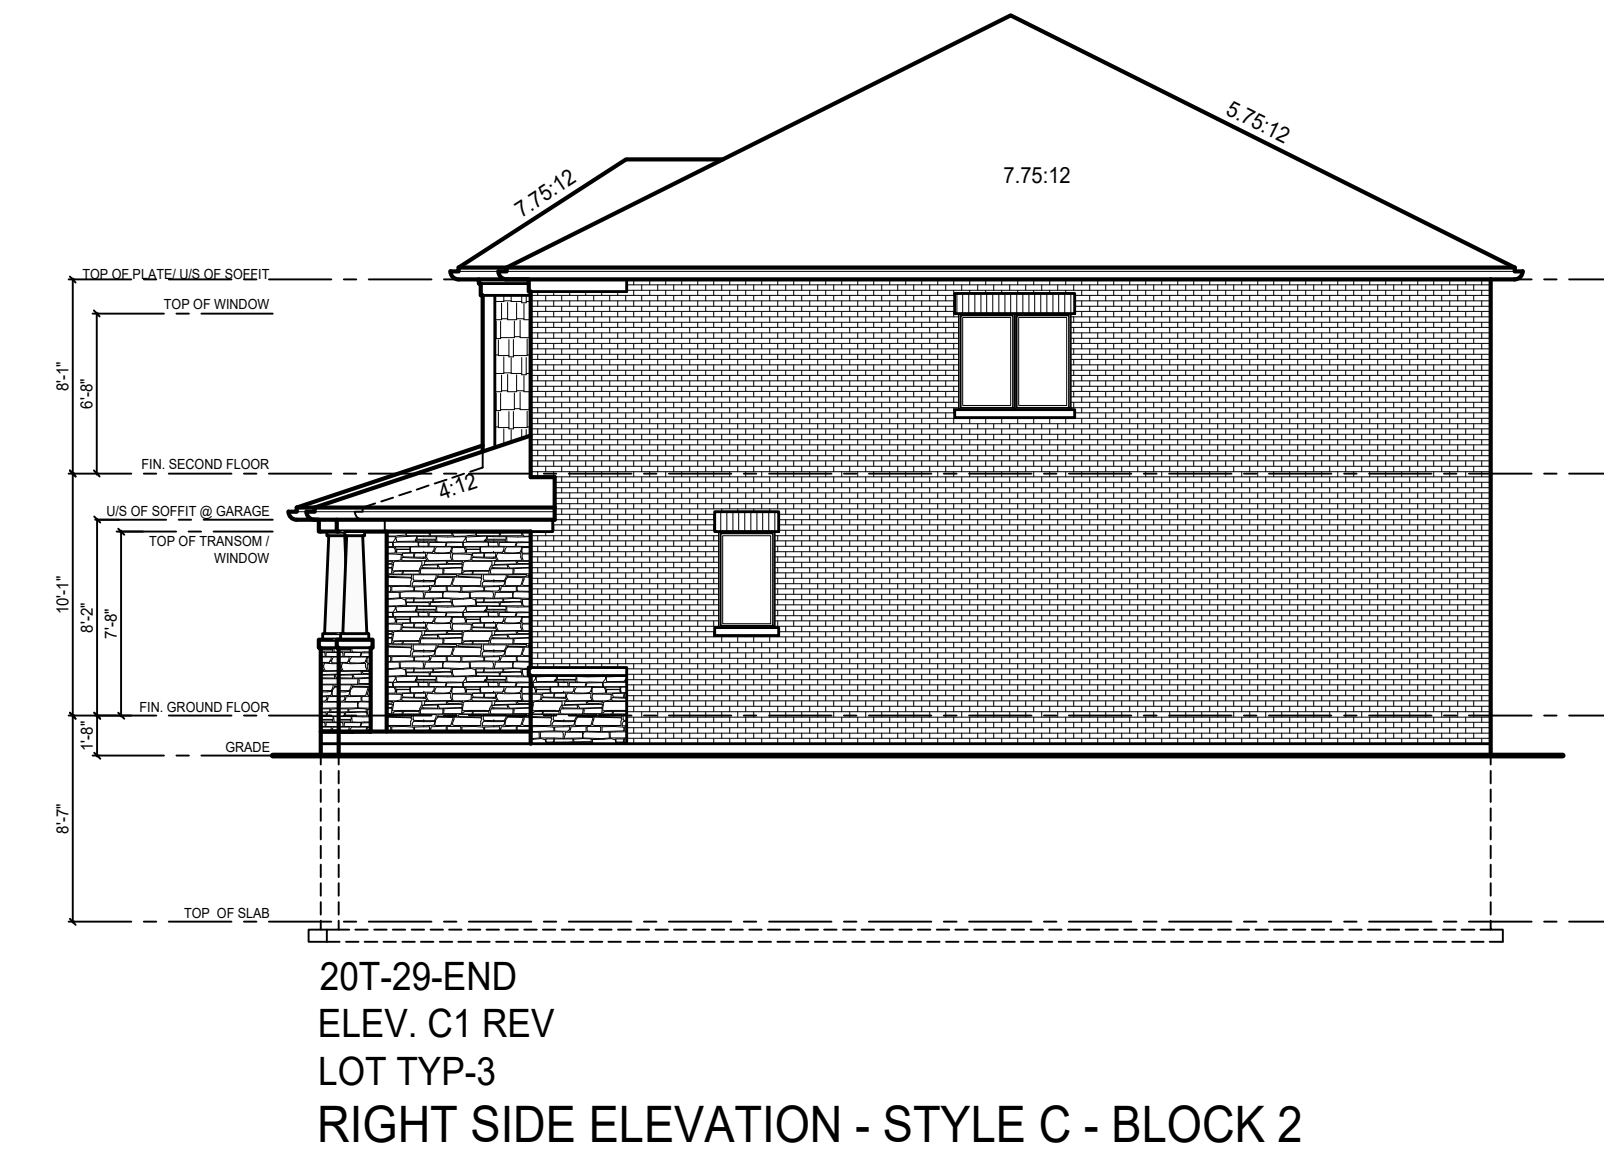 5.75:12
7.75:12
7.75:12
TOP OF PLATE/ U/S OF SOFFIT
TOP OF WINDOW
8'-1"
6'-8"
FIN. SECOND FLOOR
4:12
U/S OF SOFFIT @ GARAGE
TOP OF TRANSOM /
WINDOW
10'-1"
8'-2"
7'-8"
FIN. GROUND FLOOR
1'-8"
GRADE
8'-7"
TOP OF SLAB
20T-29-END
ELEV. C1 REV
LOT TYP-3
RIGHT SIDE ELEVATION - STYLE C - BLOCK 2